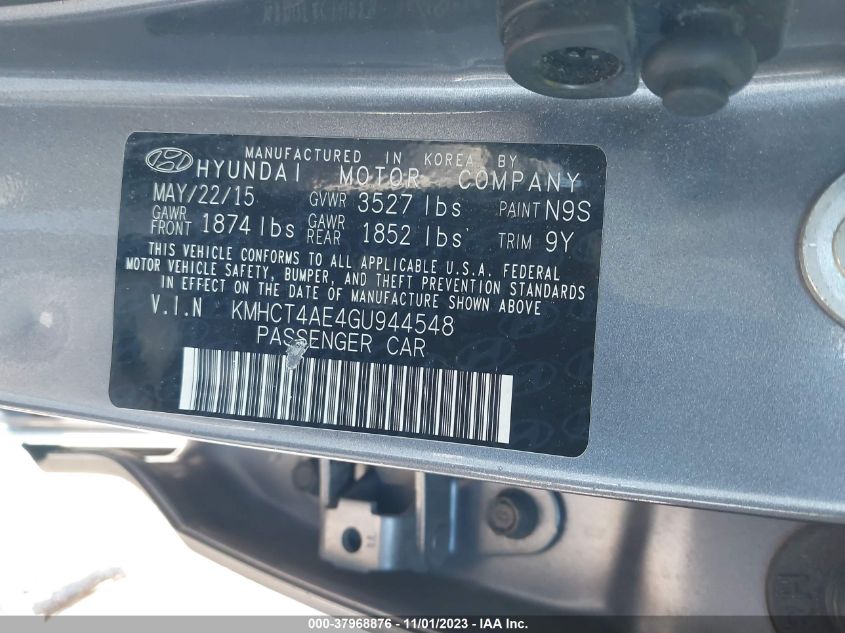 MANUFACTURED IN KOREA BY
HYUNDAI MOTOR COMPANY
MAY/22/15 GVWR 3527 lbs PAINT N9S
GAWR FRONT 1874 lbs GAWR REAR 1852 lbs TRIM 9Y
THIS VEHICLE CONFORMS TO ALL APPLICABLE U.S.A. FEDERAL
MOTOR VEHICLE SAFETY, BUMPER, AND THEFT PREVENTION STANDARDS
IN EFFECT ON THE DATE OF MANUFACTURE SHOWN ABOVE
V.I.N KMHCT4AE4GU944548
PASSENGER CAR
000-37968876 - 11/01/2023 - © IAA, Inc.